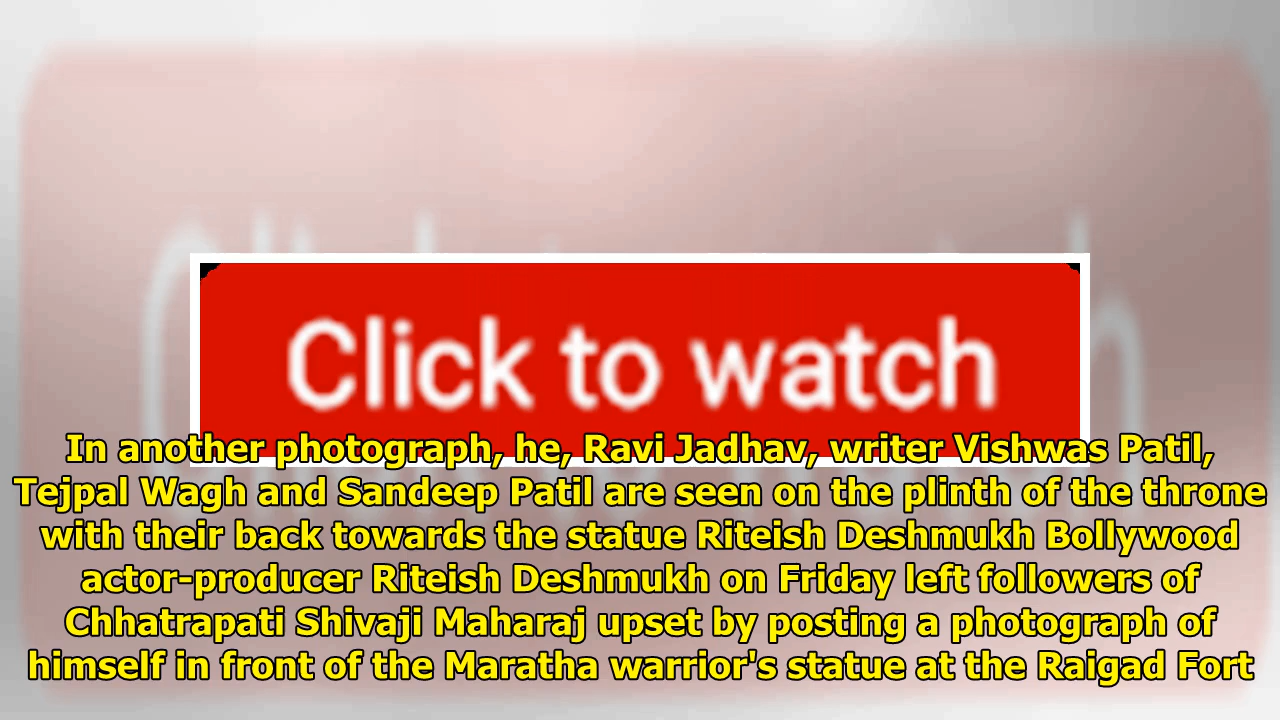 Click to watch
In another photograph, he, Ravi Jadhav, writer Vishwas Patil,
Tejpal Wagh and Sandeep Patil are seen on the plinth of the throne
with their back towards the statue Riteish Deshmukh Bollywood
actor-producer Riteish Deshmukh on Friday left followers of
Chhatrapati Shivaji Maharaj upset by posting a photograph of
himself in front of the Maratha warrior's statue at the Raigad Fort